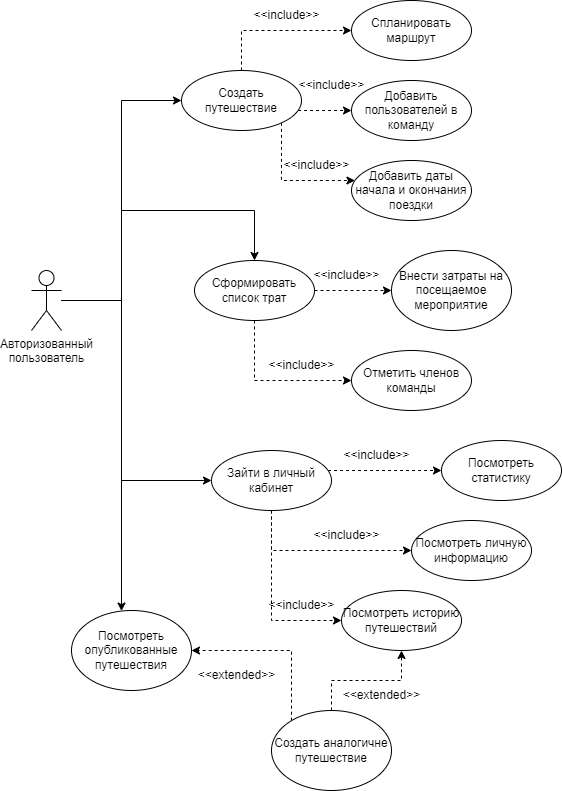 <<include>>
Спланировать
маршрут
Создать
путешествие
<<include>>
Добавить
пользователей в
команду
<<include>>
Добавить даты
начала и окончания
поездки
Сформировать
список трат
<<include>>
Внести затраты на
посещаемое
мероприятие
Авторизованный
пользователь
<<include>>
Отметить членов
команды
Зайти в личный
кабинет
<<include>>
Посмотреть
статистику
<<include>>
Посмотреть личную
информацию
<<include>>
Посмотреть историю
путешествий
Посмотреть
опубликованные
путешествия
<<extended>>
<<extended>>
Создать аналогичне
путешествие